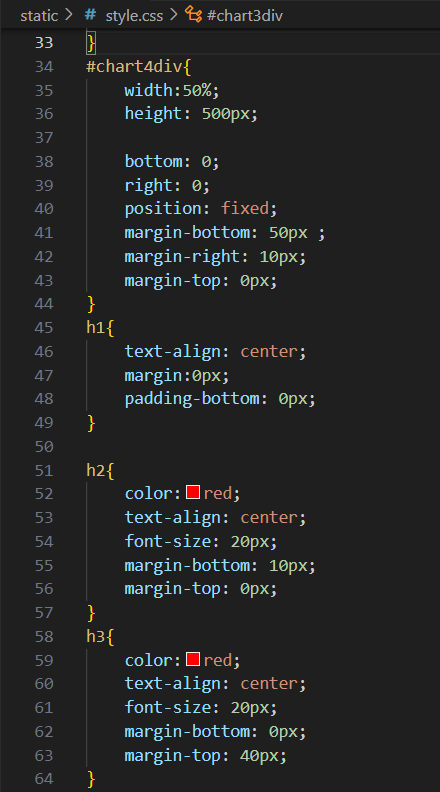 static > # style.css > #chart3div
33 }
34 #chart4div{
35     width:50%;
36     height: 500px;
37
38     bottom: 0;
39     right: 0;
40     position: fixed;
41     margin-bottom: 50px ;
42     margin-right: 10px;
43     margin-top: 0px;
44 }
45 h1{
46     text-align: center;
47     margin:0px;
48     padding-bottom: 0px;
49 }
50
51 h2{
52     color:red;
53     text-align: center;
54     font-size: 20px;
55     margin-bottom: 10px;
56     margin-top: 0px;
57 }
58 h3{
59     color:red;
60     text-align: center;
61     font-size: 20px;
62     margin-bottom: 0px;
63     margin-top: 40px;
64 }